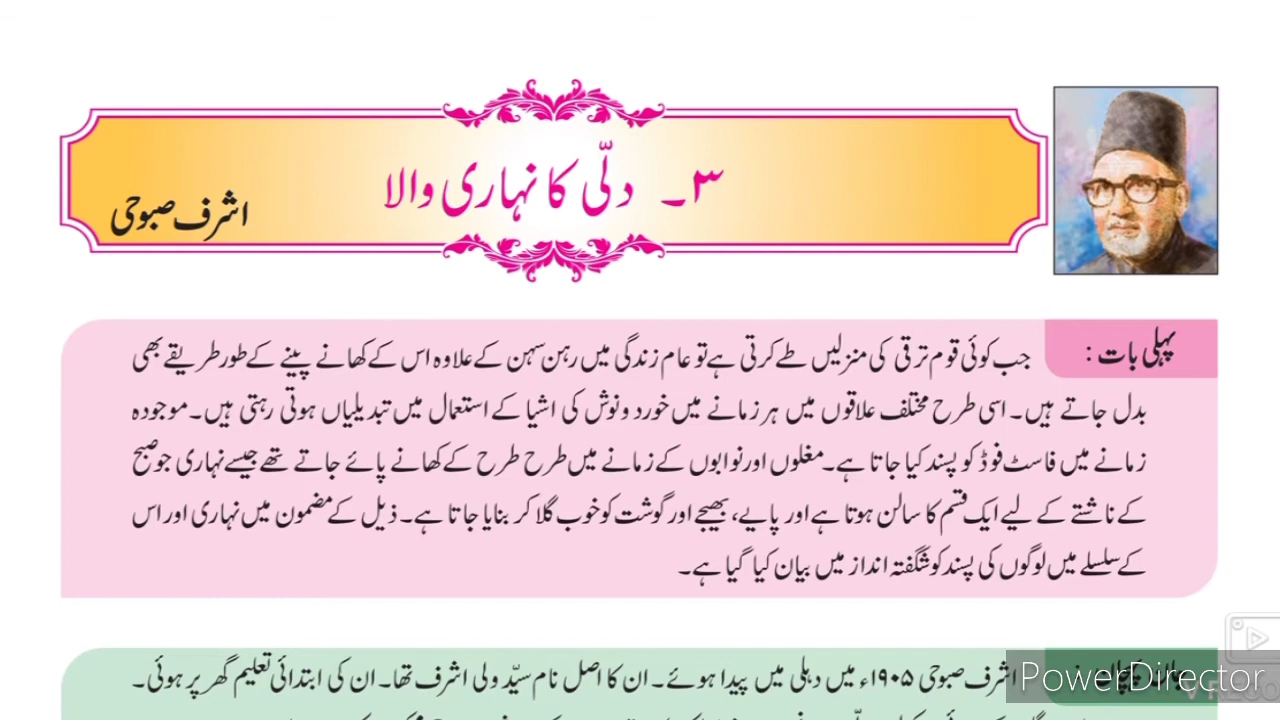 ۳۔ دلّی کا نہاری والا
اشرف صبوحی
پہلی بات :
جب کوئی قوم ترقی کی منزلیں طے کرتی ہے تو عام زندگی میں رہن سہن کے علاوہ اس کے کھانے پینے کے طور طریقے بھی
بدل جاتے ہیں۔ اسی طرح مختلف علاقوں میں ہر زمانے میں خورد و نوش کی اشیا کے استعمال میں تبدیلیاں ہوتی رہتی ہیں۔ موجودہ
زمانے میں فاسٹ فوڈ کو پسند کیا جاتا ہے۔ مغلوں اور نوابوں کے زمانے میں طرح طرح کے کھانے پائے جاتے تھے جیسے نہاری جو صبح
کے ناشتے کے لیے ایک قسم کا سالن ہوتا ہے اور پایے، بھیجے اور گوشت کو خوب گلا کر بنایا جاتا ہے۔ ذیل کے مضمون میں نہاری اور اس
کے سلسلے میں لوگوں کی پسند کو شگفتہ انداز میں بیان کیا گیا ہے۔
اشرف صبوحی ۱۹۰۵ء میں دہلی میں پیدا ہوئے۔ ان کا اصل نام سیّد ولی اشرف تھا۔ ان کی ابتدائی تعلیم گھر پر ہوئی۔
PowerDirector